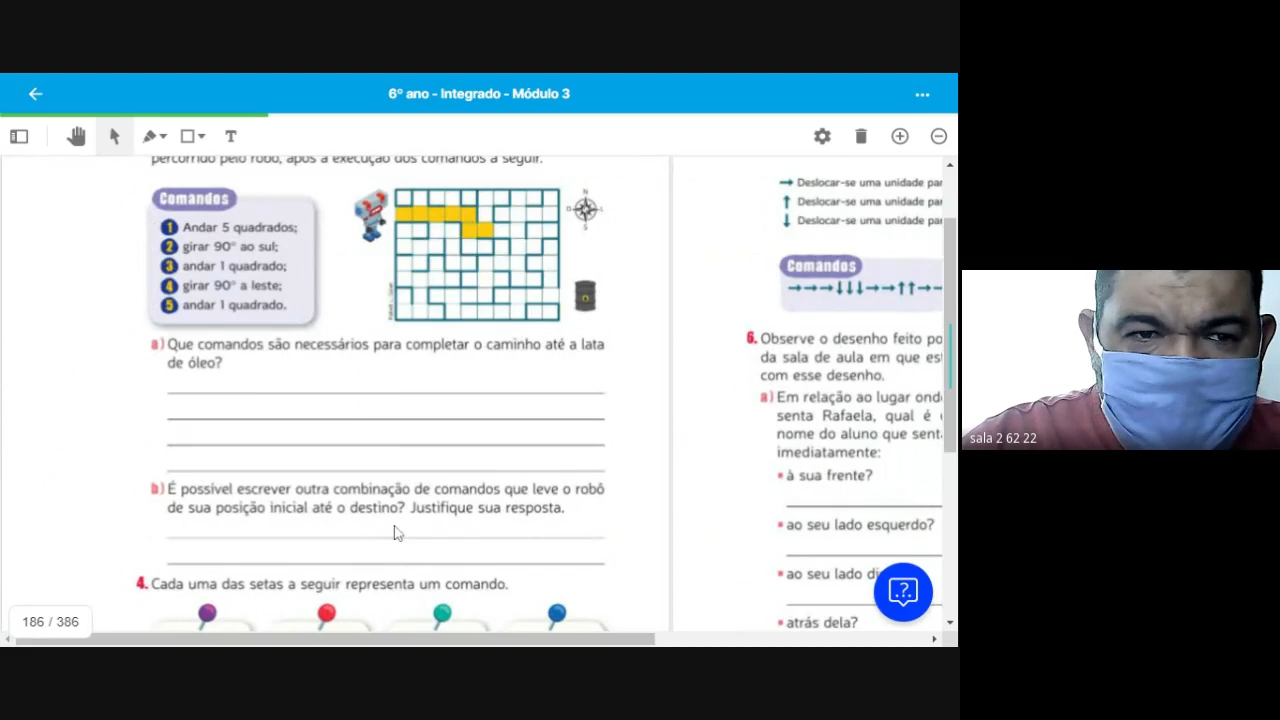 6º ano - Integrado - Módulo 3
T
percorrido pelo robô, após a execução dos comandos a seguir.
Comandos
1 Andar 5 quadrados;
2 girar 90° ao sul;
3 andar 1 quadrado;
4 girar 90° a leste;
5 andar 1 quadrado.
N
O L
S
a) Que comandos são necessários para completar o caminho até a lata
de óleo?
b) É possível escrever outra combinação de comandos que leve o robô
de sua posição inicial até o destino? Justifique sua resposta.
4. Cada uma das setas a seguir representa um comando.
186 / 386
→ Deslocar-se uma unidade par
↑ Deslocar-se uma unidade par
↓ Deslocar-se uma unidade par
Comandos
→→→↓↓↓→→↑↑→→
6. Observe o desenho feito po
da sala de aula em que est
com esse desenho.
a) Em relação ao lugar onde
senta Rafaela, qual é
nome do aluno que senta
imediatamente:
• à sua frente?
• ao seu lado esquerdo?
• ao seu lado di
• atrás dela?
.?.
sala 2 62 22